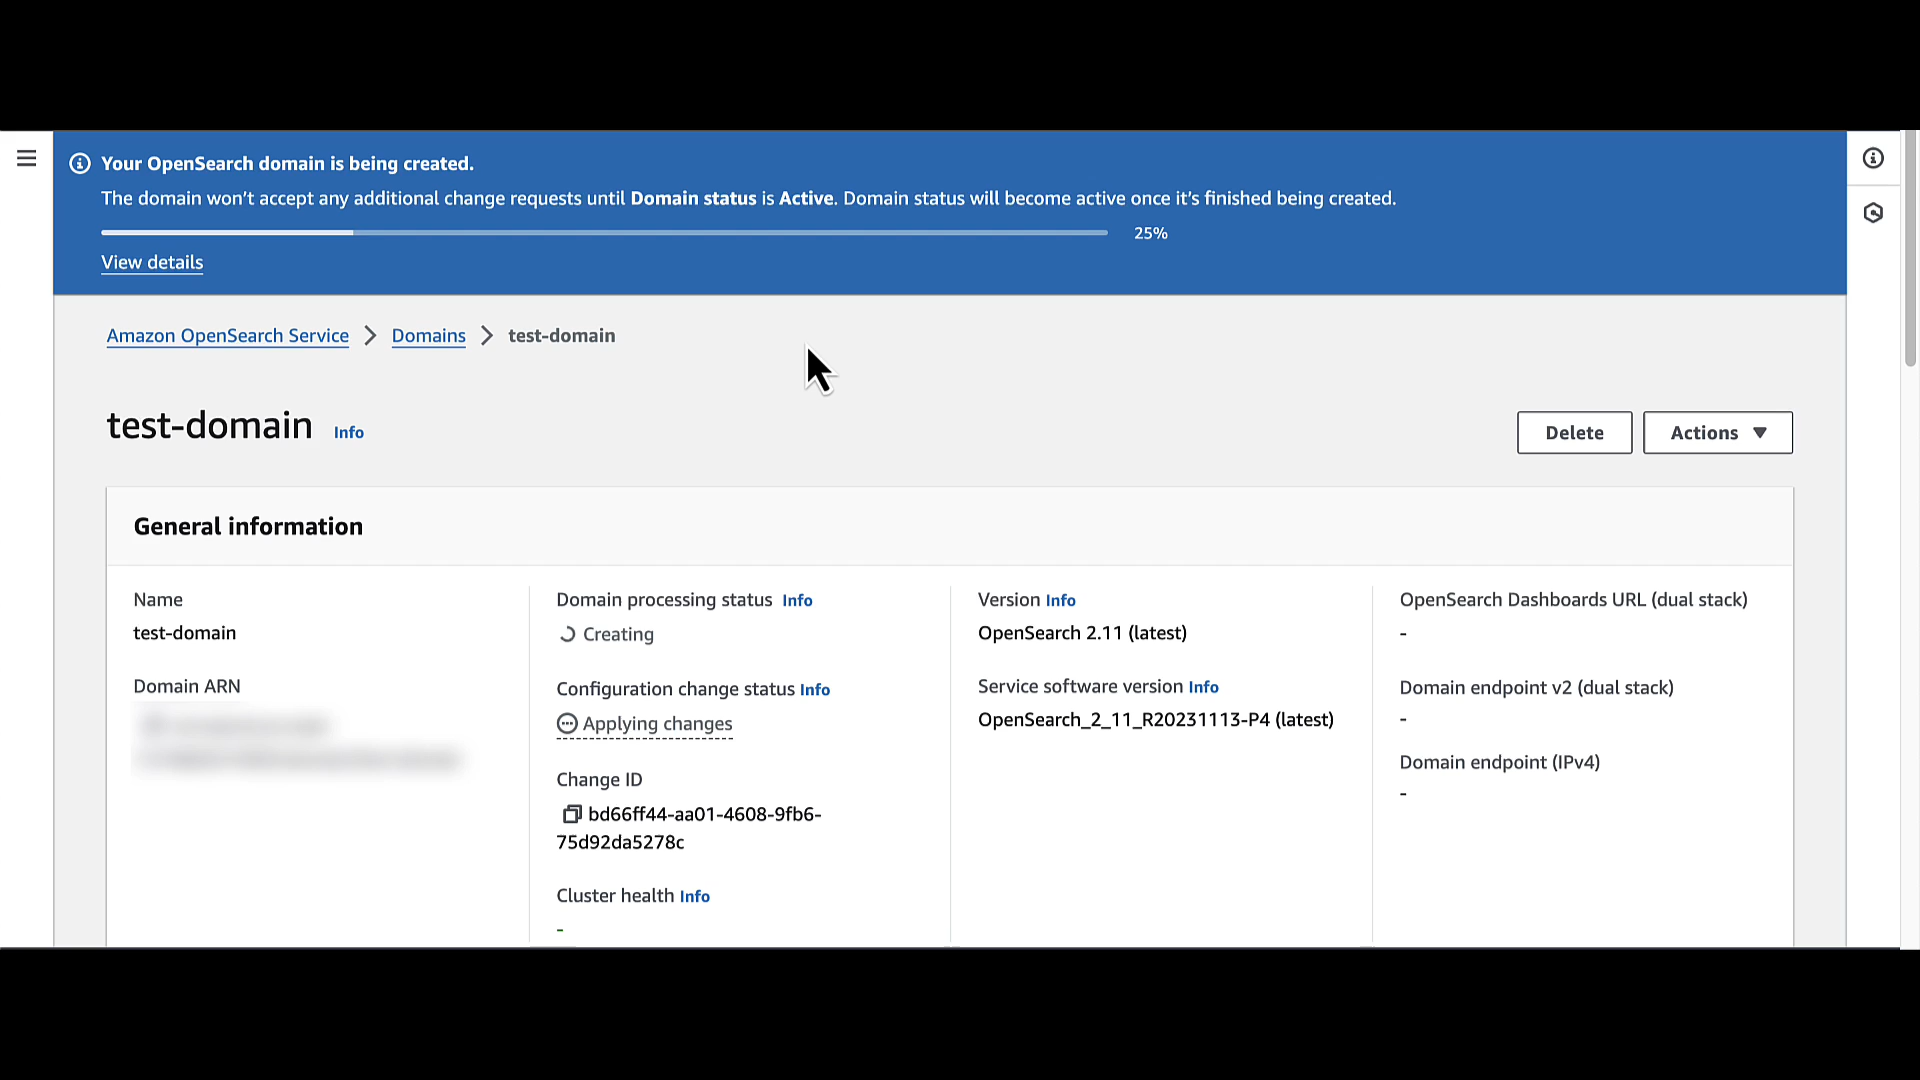 Your OpenSearch domain is being created.
The domain won't accept any additional change requests until Domain status is Active. Domain status will become active once it's finished being created.
25%
View details
Amazon OpenSearch Service > Domains > test-domain
test-domain Info
Delete
Actions
General information
Name
test-domain
Domain ARN
Domain processing status Info
Creating
Configuration change status Info
Applying changes
Change ID
bd66ff44-aa01-4608-9fb6-
75d92da5278c
Cluster health Info
-
Version Info
OpenSearch 2.11 (latest)
Service software version Info
OpenSearch_2_11_R20231113-P4 (latest)
OpenSearch Dashboards URL (dual stack)
-
Domain endpoint v2 (dual stack)
-
Domain endpoint (IPv4)
-